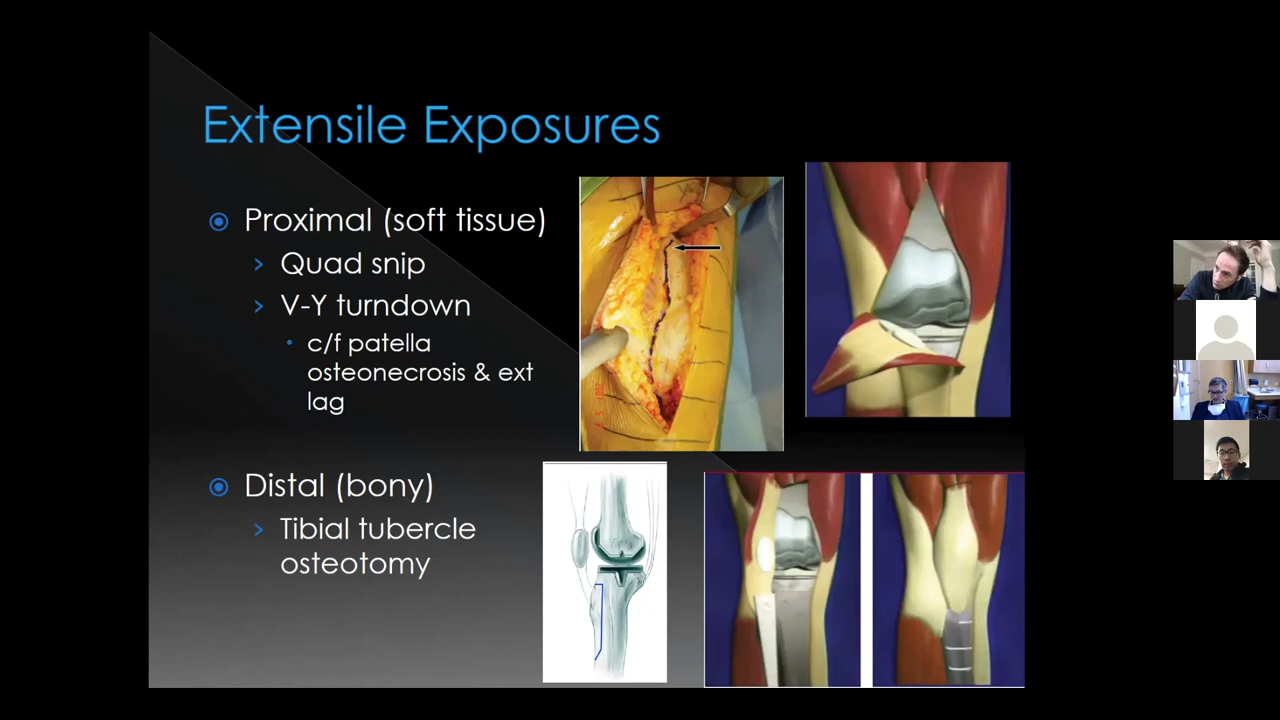 Extensile Exposures
Proximal (soft tissue)
Quad snip
V-Y turndown
c/f patella
osteonecrosis & ext
lag
Distal (bony)
Tibial tubercle
osteotomy